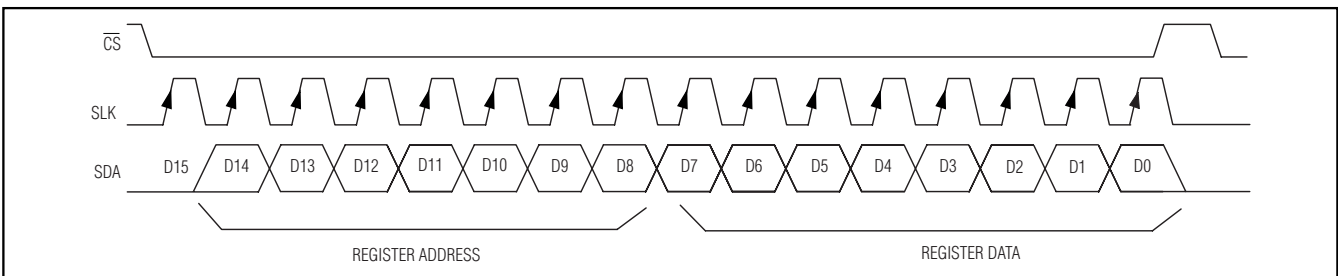 CS
SLK
SDA D15 D14 D13 D12 D11 D10 D9 D8 D7 D6 D5 D4 D3 D2 D1 D0
REGISTER ADDRESS REGISTER DATA